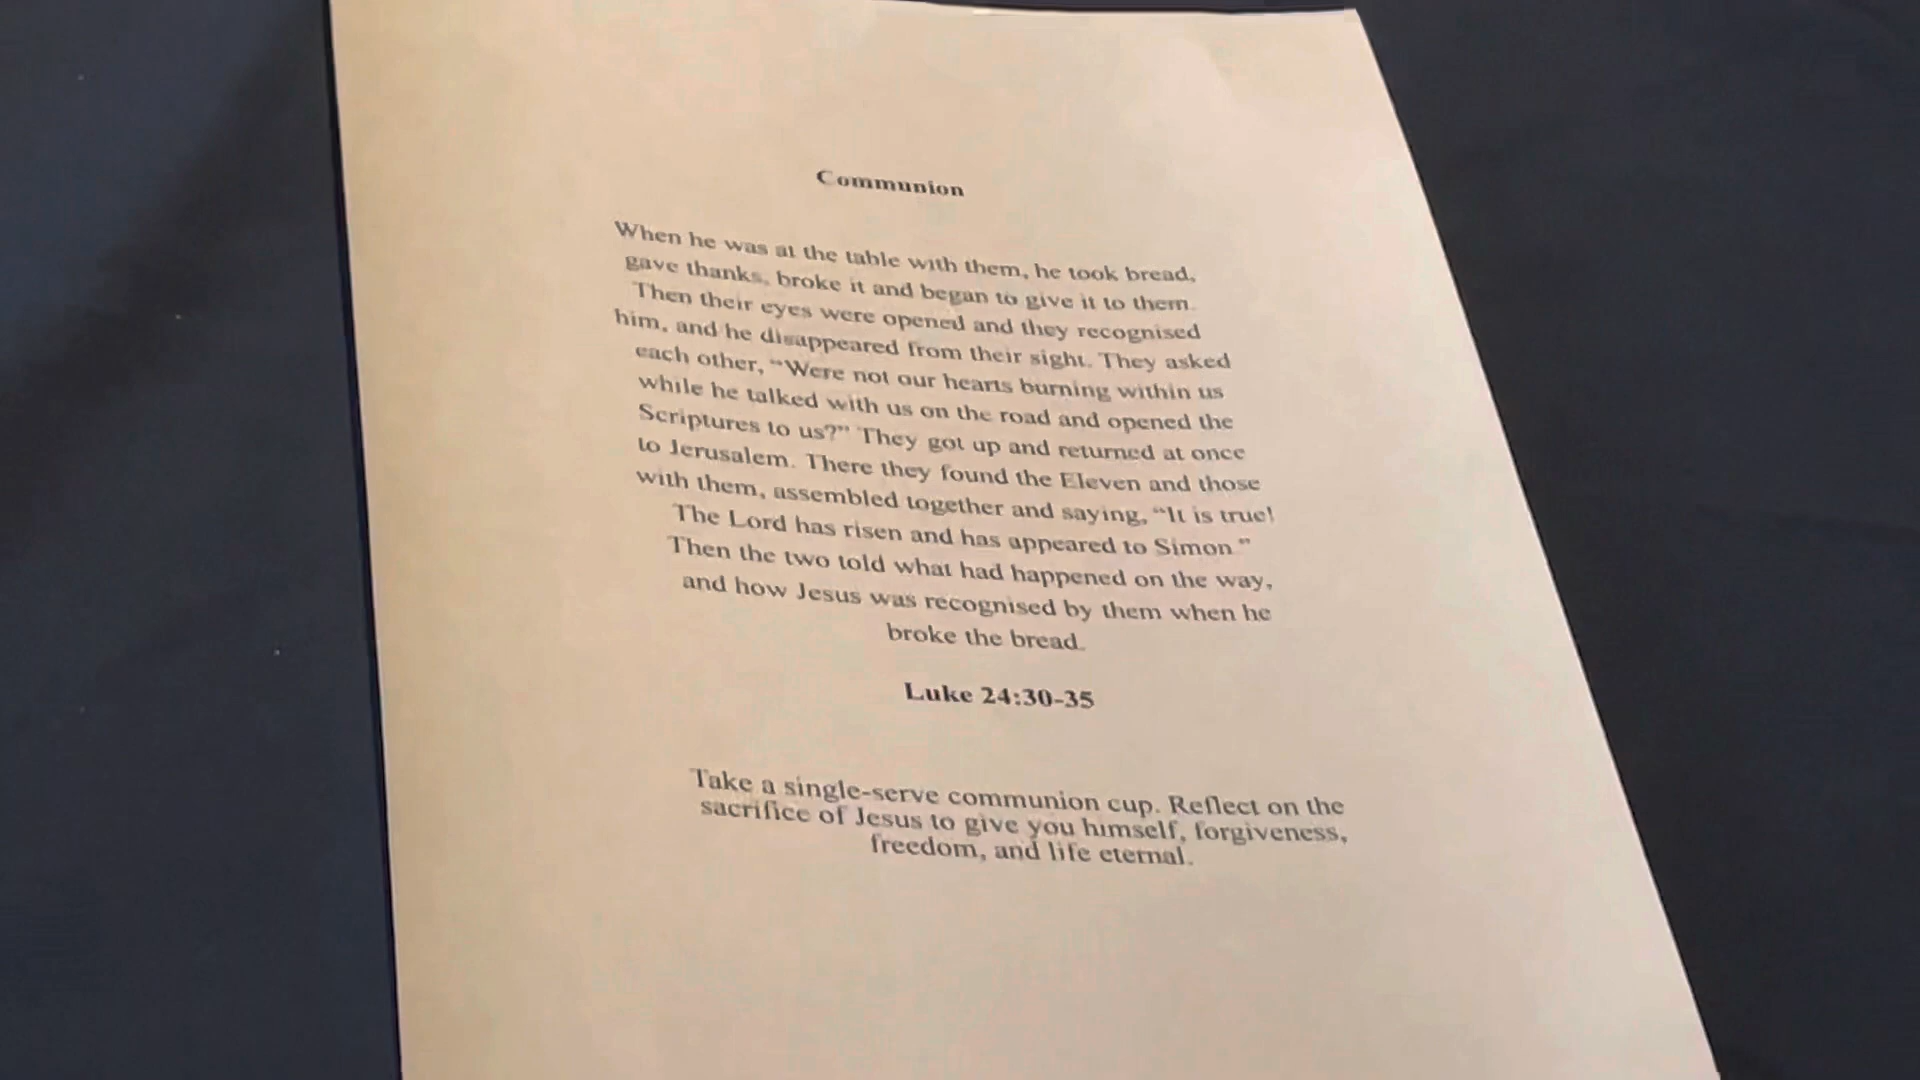 Communion
When he was at the table with them, he took bread,
gave thanks, broke it and began to give it to them.
Then their eyes were opened and they recognised
him, and he disappeared from their sight. They asked
each other, “Were not our hearts burning within us
while he talked with us on the road and opened the
Scriptures to us?” They got up and returned at once
to Jerusalem. There they found the Eleven and those
with them, assembled together and saying, “It is true!
The Lord has risen and has appeared to Simon.”
Then the two told what had happened on the way,
and how Jesus was recognised by them when he
broke the bread.
Luke 24:30-35
Take a single-serve communion cup. Reflect on the
sacrifice of Jesus to give you himself, forgiveness,
freedom, and life eternal.